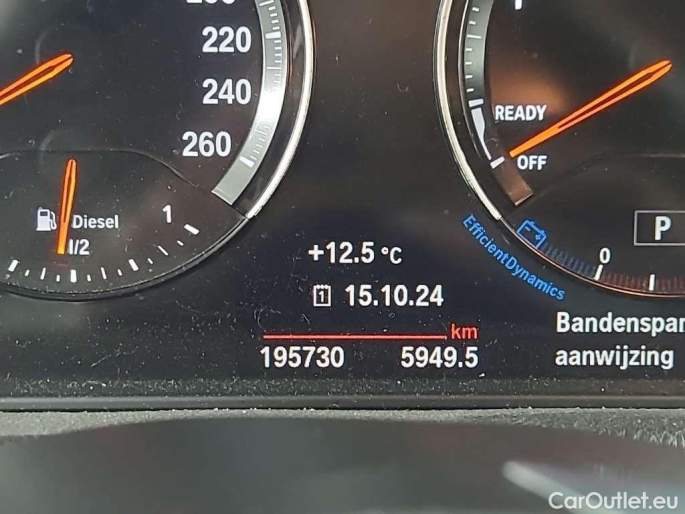 220
240
260
Diesel
1/2
1
READY
OFF
EfficientDynamics
P
0
+12.5 °C
1 15.10.24
km
195730 5949.5
aanwijzing
CarOutlet.eu